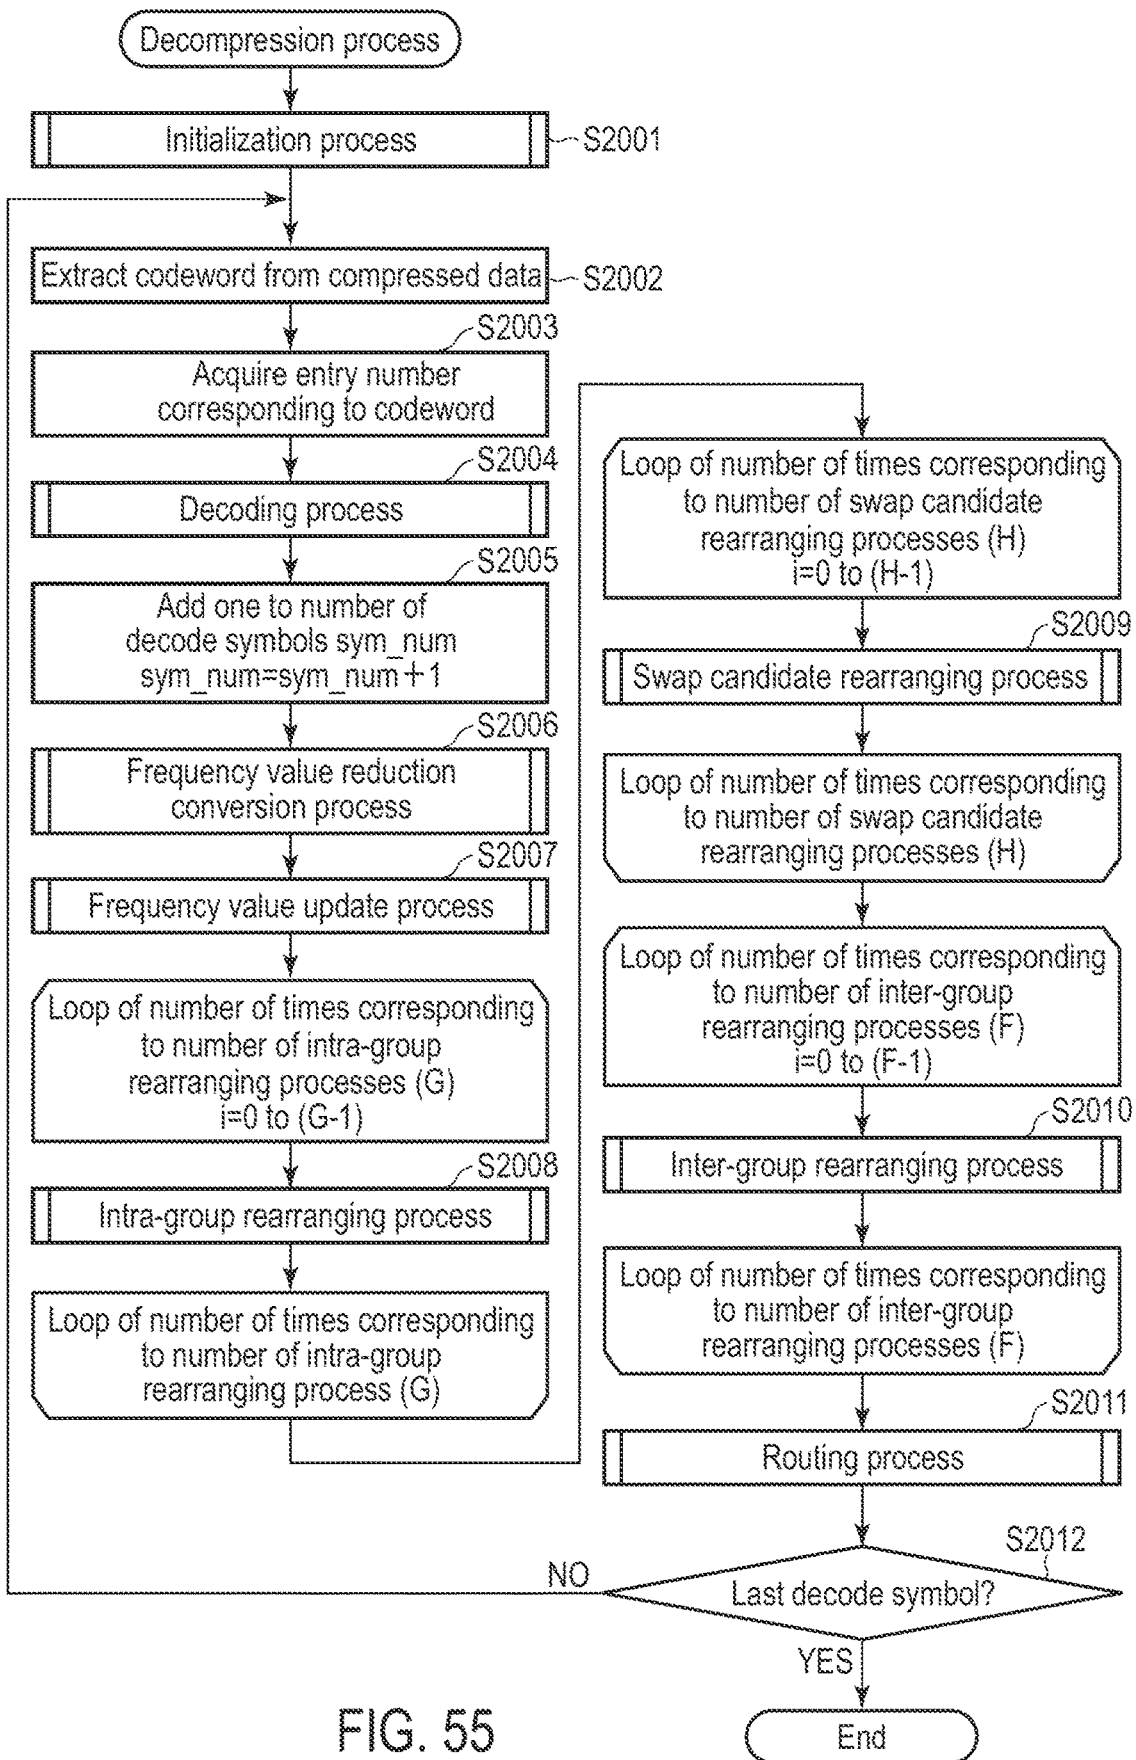 Decompression process
Initialization process
S2001
Extract codeword from compressed data
S2002
S2003
Acquire entry number
corresponding to codeword
S2004
Decoding process
S2005
Add one to number of
decode symbols sym_num
sym_num=sym_num+1
S2006
Frequency value reduction
conversion process
S2007
Frequency value update process
Loop of number of times corresponding
to number of intra-group
rearranging processes (G)
i=0 to (G-1)
S2008
Intra-group rearranging process
Loop of number of times corresponding
to number of intra-group
rearranging process (G)
Loop of number of times corresponding
to number of swap candidate
rearranging processes (H)
i=0 to (H-1)
S2009
Swap candidate rearranging process
Loop of number of times corresponding
to number of swap candidate
rearranging processes (H)
Loop of number of times corresponding
to number of inter-group
rearranging processes (F)
i=0 to (F-1)
S2010
Inter-group rearranging process
Loop of number of times corresponding
to number of inter-group
rearranging processes (F)
S2011
Routing process
S2012
Last decode symbol?
NO
YES
End
FIG. 55